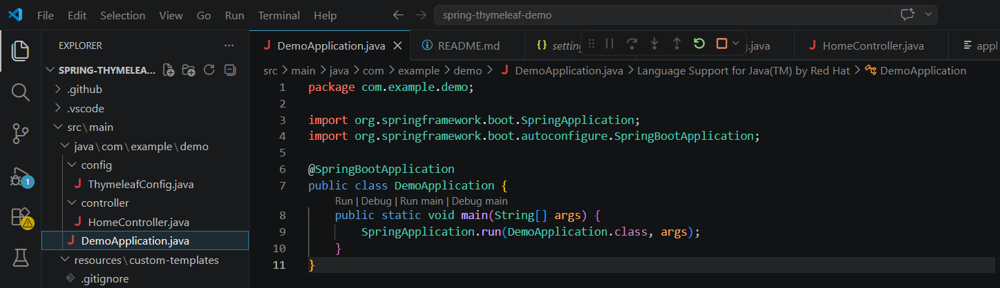 File Edit Selection View Go Run Terminal Help spring-thymeleaf-demo
EXPLORER
SPRING-THYMELEA...
.github
.vscode
src\main
java\com\example\demo
config
ThymeleafConfig.java
controller
HomeController.java
DemoApplication.java
resources\custom-templates
.gitignore
1
DemoApplication.java README.md setting .java HomeController.java appl
src > main > java > com > example > demo > DemoApplication.java > Language Support for Java(TM) by Red Hat > DemoApplication
1 package com.example.demo;
2
3 import org.springframework.boot.SpringApplication;
4 import org.springframework.boot.autoconfigure.SpringBootApplication;
5
6 @SpringBootApplication
7 public class DemoApplication {
Run | Debug | Run main | Debug main
8 public static void main(String[] args) {
9 SpringApplication.run(DemoApplication.class, args);
10 }
11 }